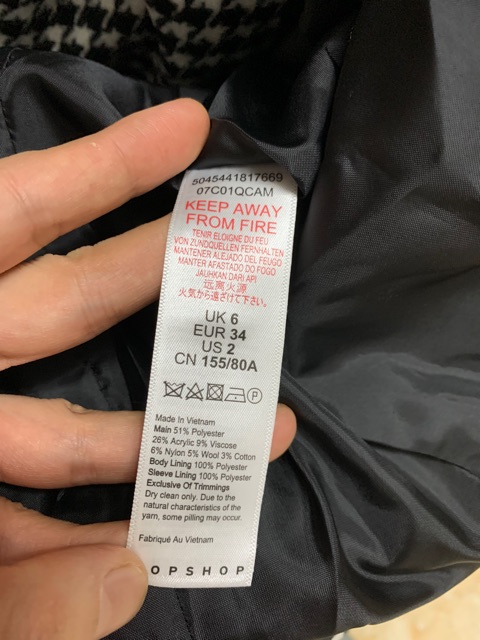 5045441817669
07C01QCAM
KEEP AWAY
FROM FIRE
TENIR ELOIGNE DU FEU
VON ZUNDQUELLEN FERNHALTEN
MANTENER ALEJADO DEL FEUGO
MANTER AFASTADO DO FOGO
JAUHKAN DARI API
远离火源
火気から遠ざけて下さい。
UK 6
EUR 34
US 2
CN 155/80A
P
Made in Vietnam
Main 51% Polyester
26% Acrylic 9% Viscose
6% Nylon 5% Wool 3% Cotton
Body Lining 100% Polyester
Sleeve Lining 100% Polyester
Exclusive Of Trimmings
Dry clean only. Due to the
natural characteristics of the
yarn, some pilling may occur.
Fabriqué Au Vietnam
OPSHOP